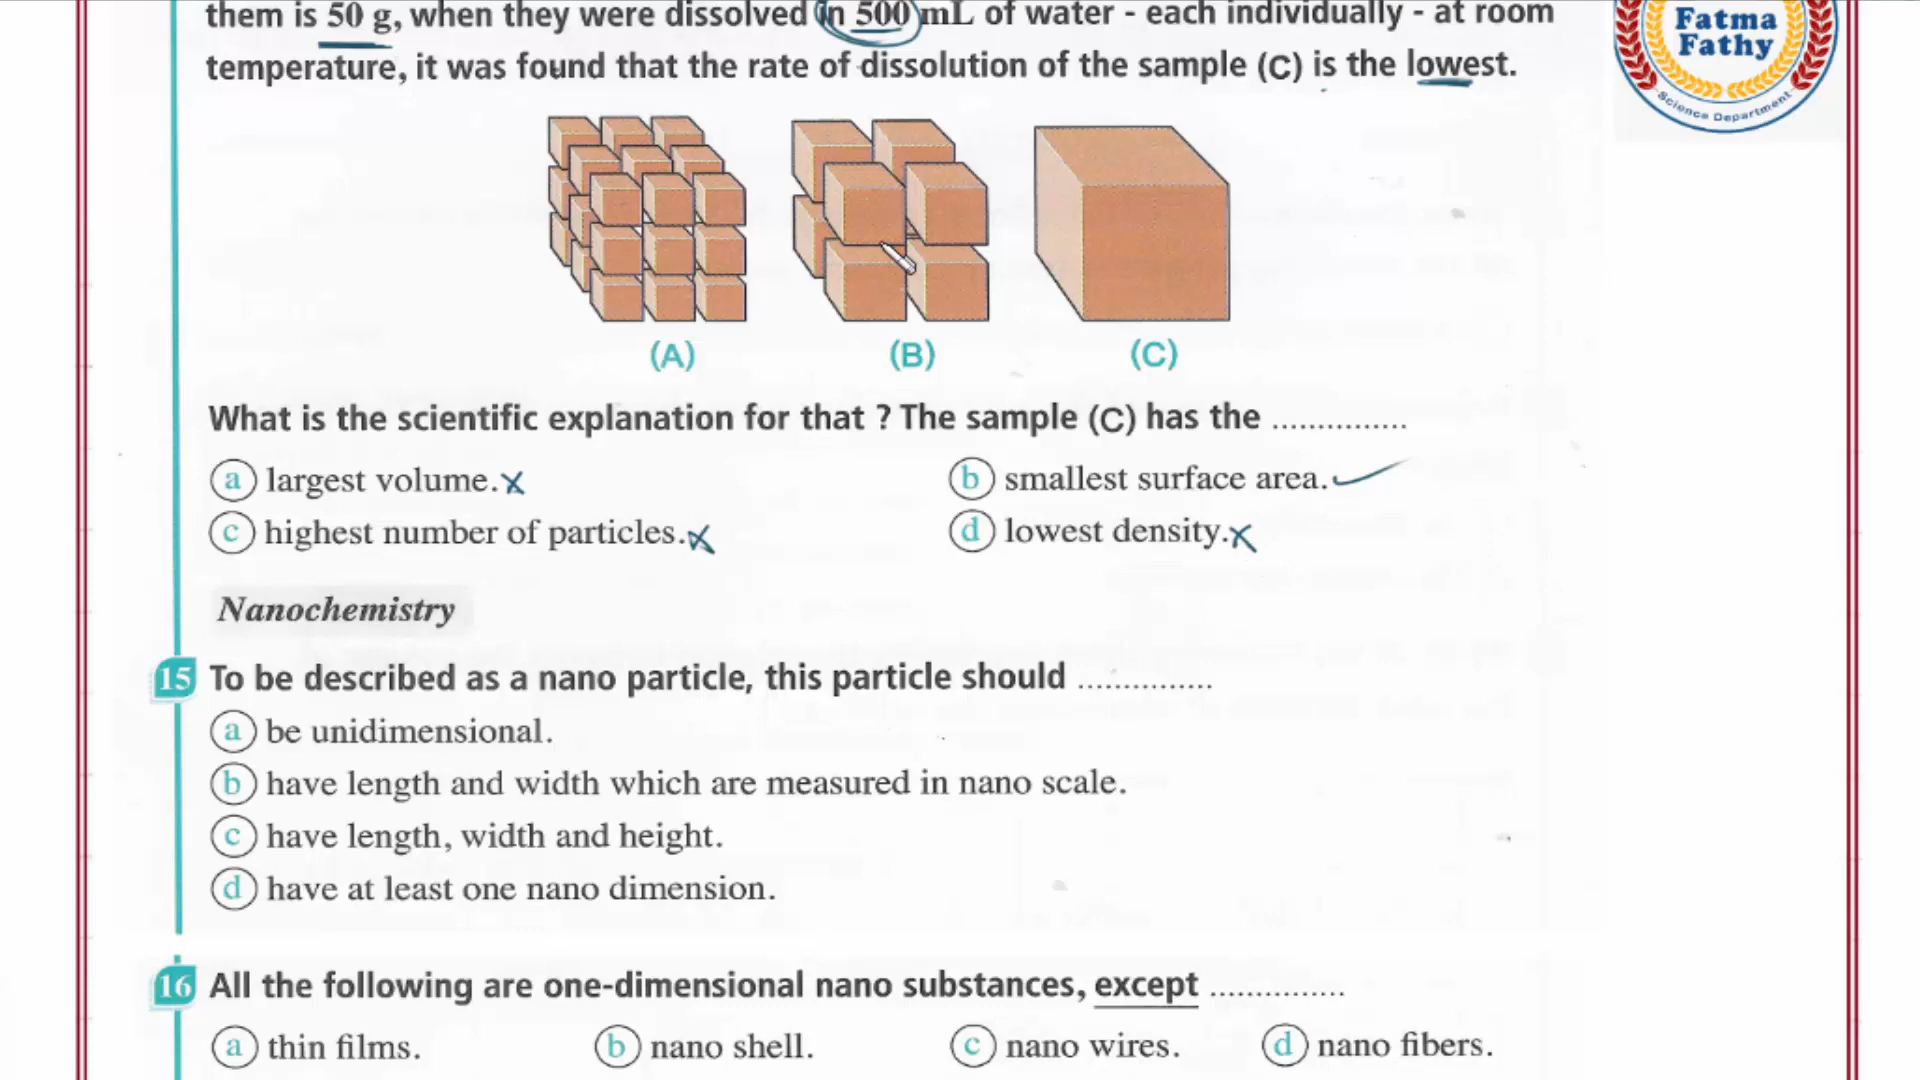 them is 50 g, when they were dissolved in 500 mL of water - each individually - at room
temperature, it was found that the rate of dissolution of the sample (C) is the lowest.
Fatma
Fathy
Science Department
(A)
(B)
(C)
What is the scientific explanation for that ? The sample (C) has the ...............
a largest volume.
b smallest surface area.
c highest number of particles.
d lowest density.
Nanochemistry
15 To be described as a nano particle, this particle should ...............
a be unidimensional.
b have length and width which are measured in nano scale.
c have length, width and height.
d have at least one nano dimension.
16 All the following are one-dimensional nano substances, except ...............
a thin films.
b nano shell.
c nano wires.
d nano fibers.